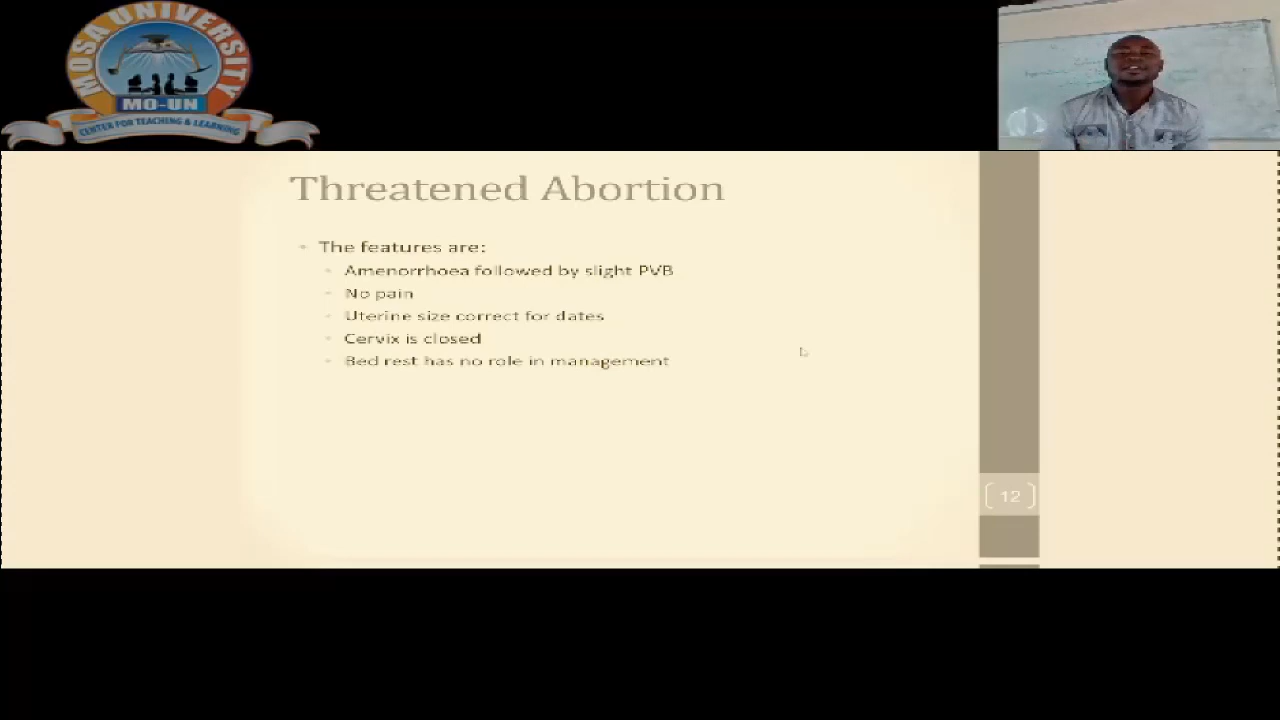 MOSA UNIVERSITY
MO-UN
CENTER FOR TEACHING & LEARNING
Threatened Abortion
The features are:
Amenorrhoea followed by slight PVB
No pain
Uterine size correct for dates
Cervix is closed
Bed rest has no role in management
12